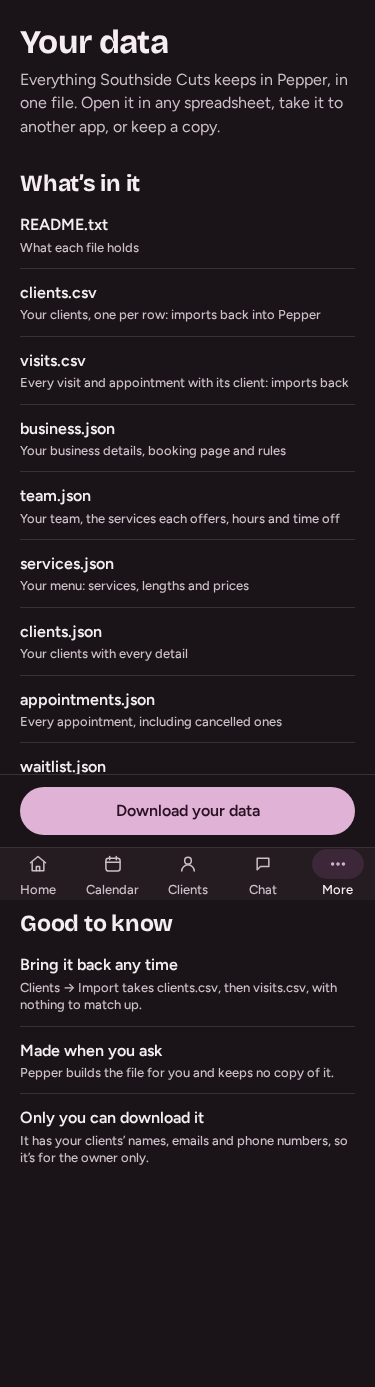 Your data
Everything Southside Cuts keeps in Pepper, in
one file. Open it in any spreadsheet, take it to
another app, or keep a copy.
What's in it
README.txt
What each file holds
clients.csv
Your clients, one per row: imports back into Pepper
visits.csv
Every visit and appointment with its client: imports back
business.json
Your business details, booking page and rules
team.json
Your team, the services each offers, hours and time off
services.json
Your menu: services, lengths and prices
clients.json
Your clients with every detail
appointments.json
Every appointment, including cancelled ones
waitlist.json
Download your data
Home Calendar Clients Chat More
Good to know
Bring it back any time
Clients → Import takes clients.csv, then visits.csv, with
nothing to match up.
Made when you ask
Pepper builds the file for you and keeps no copy of it.
Only you can download it
It has your clients' names, emails and phone numbers, so
it's for the owner only.